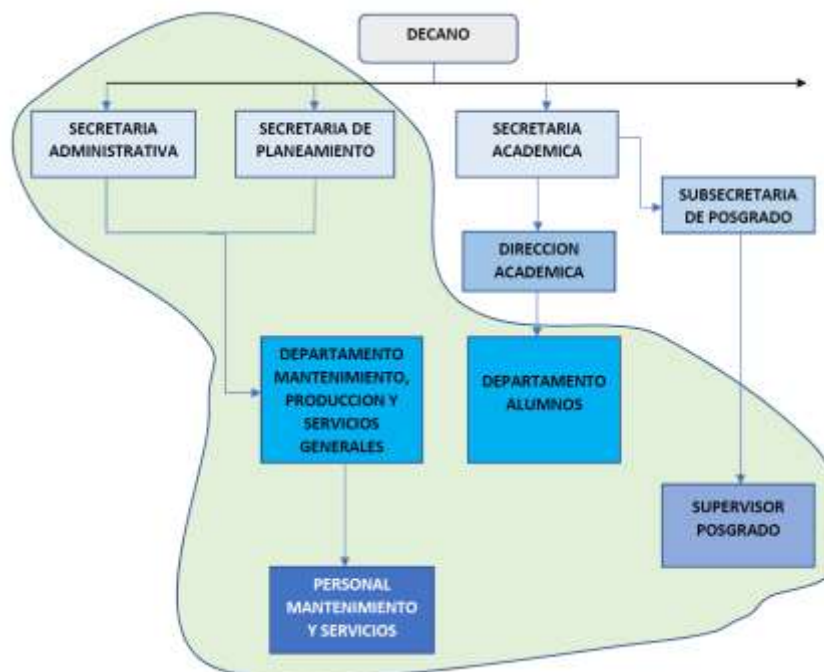 DECANO
SECRETARIA
ADMINISTRATIVA
SECRETARIA DE
PLANEAMIENTO
SECRETARIA
ACADEMICA
SUBSECRETARIA
DE POSGRADO
DIRECCION
ACADEMICA
DEPARTAMENTO
MANTENIMIENTO,
PRODUCCION Y
SERVICIOS
GENERALES
DEPARTAMENTO
ALUMNOS
SUPERVISOR
POSGRADO
PERSONAL
MANTENIMIENTO
Y SERVICIOS